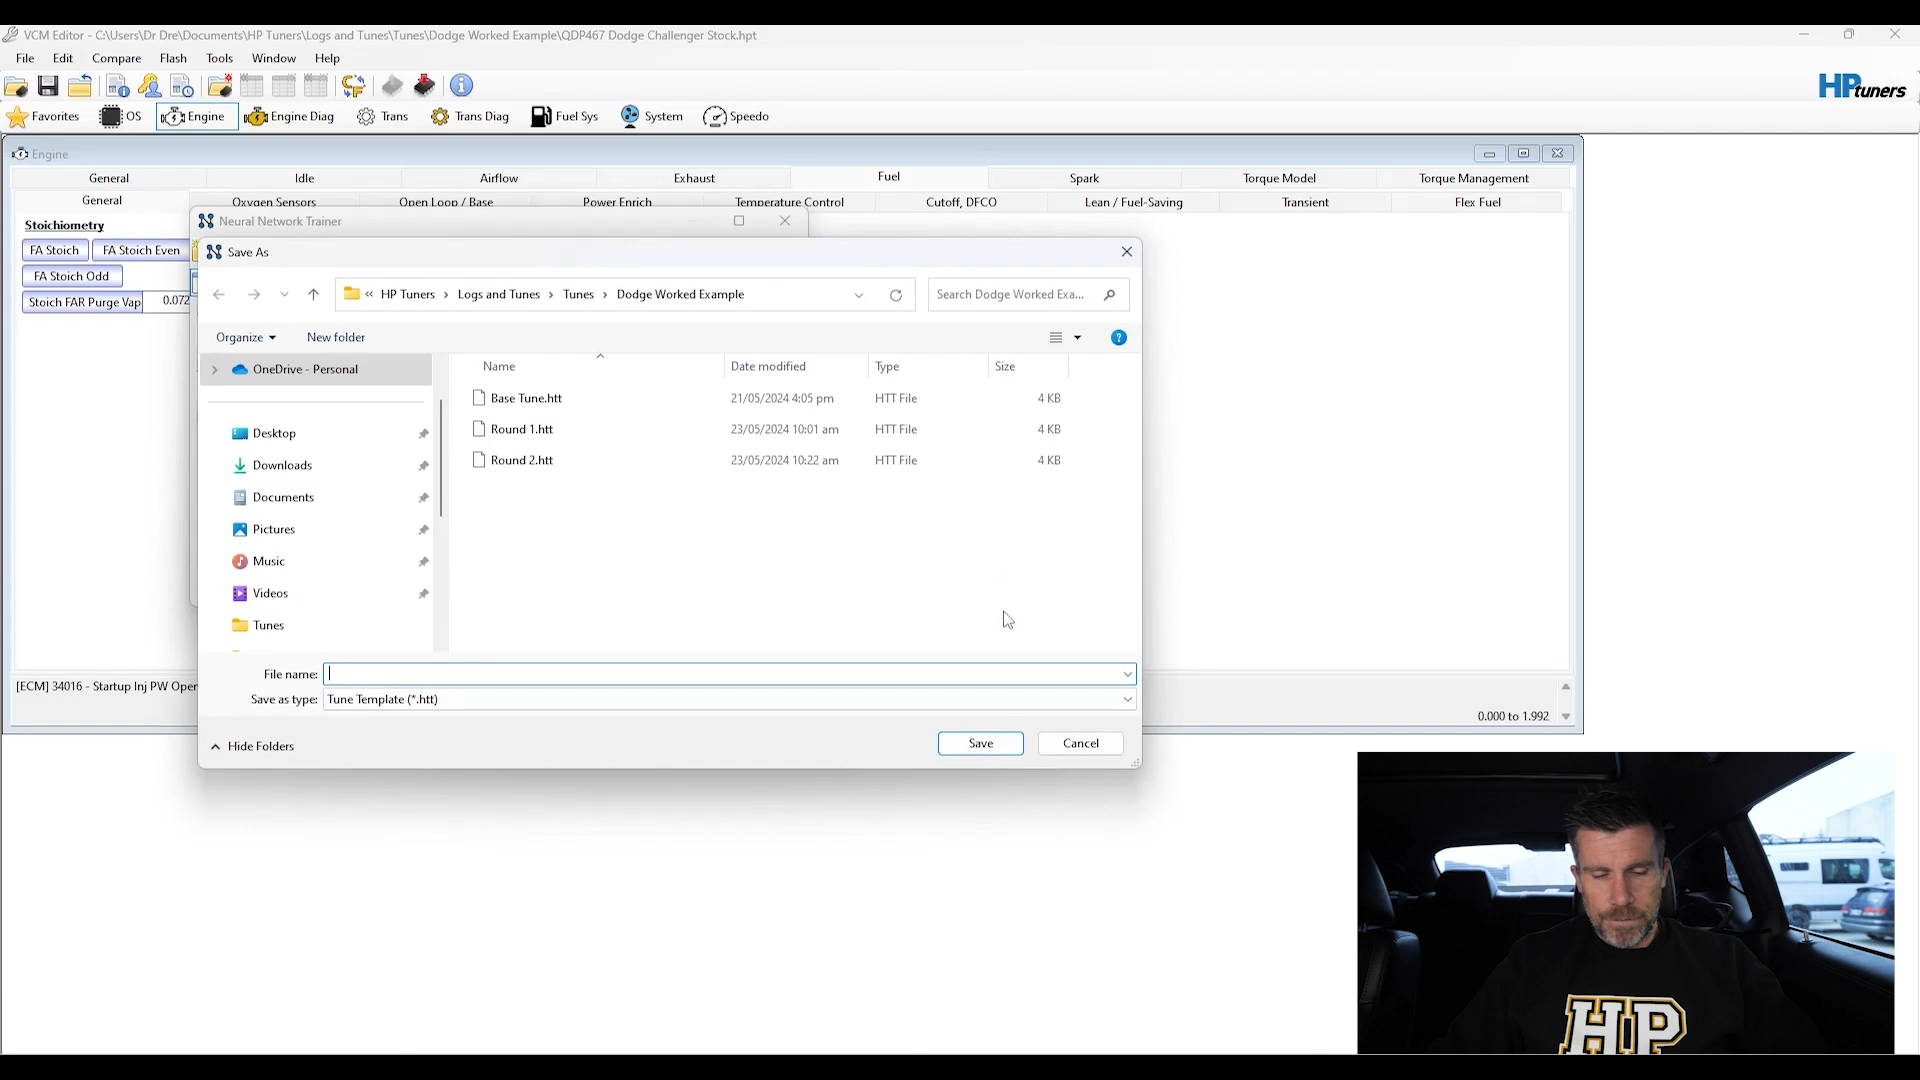 VCM Editor - C:\Users\Dr Dre\Documents\HP Tuners\Logs and Tunes\Tunes\Dodge Worked Example\QDP467 Dodge Challenger Stock.hpt
File Edit Compare Flash Tools Window Help
HPtuners
Favorites OS Engine Engine Diag Trans Trans Diag Fuel Sys System Speedo
Engine
General Idle Airflow Exhaust Fuel Spark Torque Model Torque Management
General Oxygen Sensors Open Loop / Base Power Enrich Temperature Control Cutoff, DFCO Lean / Fuel-Saving Transient Flex Fuel
Stoichiometry
FA Stoich FA Stoich Even
FA Stoich Odd
Stoich FAR Purge Vap 0.072
Neural Network Trainer
Save As
« HP Tuners › Logs and Tunes › Tunes › Dodge Worked Example
Search Dodge Worked Exa...
Organize New folder
OneDrive - Personal
Desktop
Downloads
Documents
Pictures
Music
Videos
Tunes
Name Date modified Type Size
Base Tune.htt 21/05/2024 4:05 pm HTT File 4 KB
Round 1.htt 23/05/2024 10:01 am HTT File 4 KB
Round 2.htt 23/05/2024 10:22 am HTT File 4 KB
File name:
Save as type: Tune Template (*.htt)
Hide Folders Save Cancel
[ECM] 34016 - Startup Inj PW Oper
0.000 to 1.992
HP